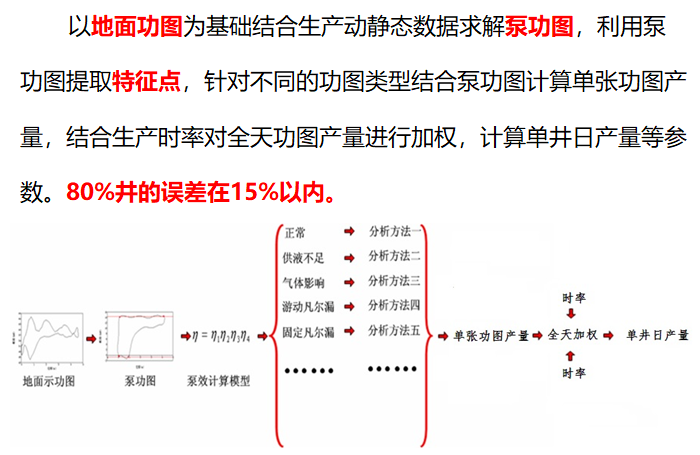 以地面功图为基础结合生产动静态数据求解泵功图，利用泵
功图提取特征点，针对不同的功图类型结合泵功图计算单张功图产
量，结合生产时率对全天功图产量进行加权，计算单井日产量等参
数。80%井的误差在15%以内。
正常 分析方法一
供液不足 分析方法二
气体影响 分析方法三
游动凡尔漏 分析方法四
固定凡尔漏 分析方法五
•••••• ••••••
η = η₁η₂η₃η₄
地面示功图 泵功图 泵效计算模型
单张功图产量 全天加权 单井日产量
时率
时率